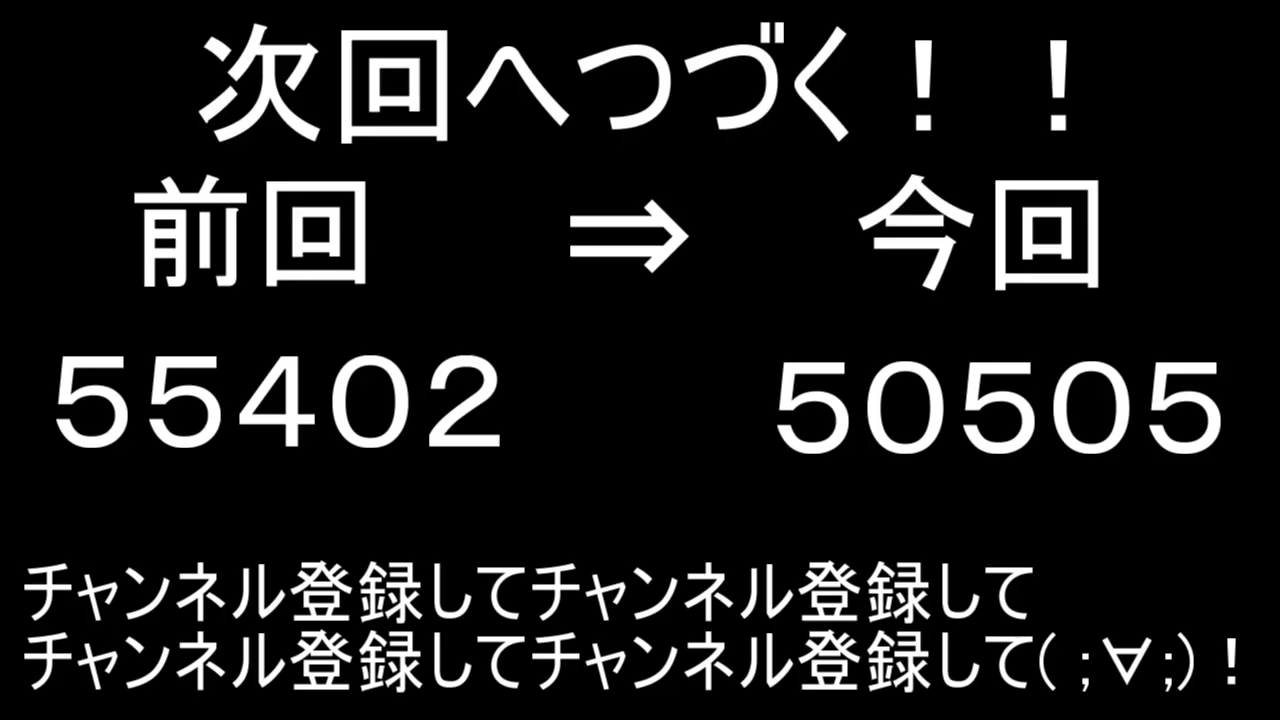 次回へつづく！！
前回　⇒　今回
５５４０２　５０５０５
チャンネル登録してチャンネル登録して
チャンネル登録してチャンネル登録して(；∀；)！